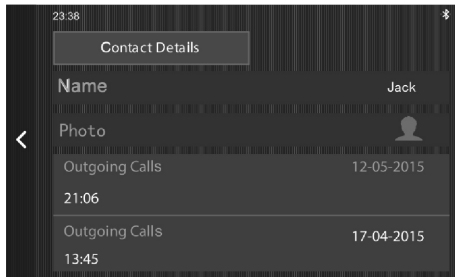 23:38
Contact Details
Name Jack
Photo
Outgoing Calls 12-05-2015
21:06
Outgoing Calls 17-04-2015
13:45